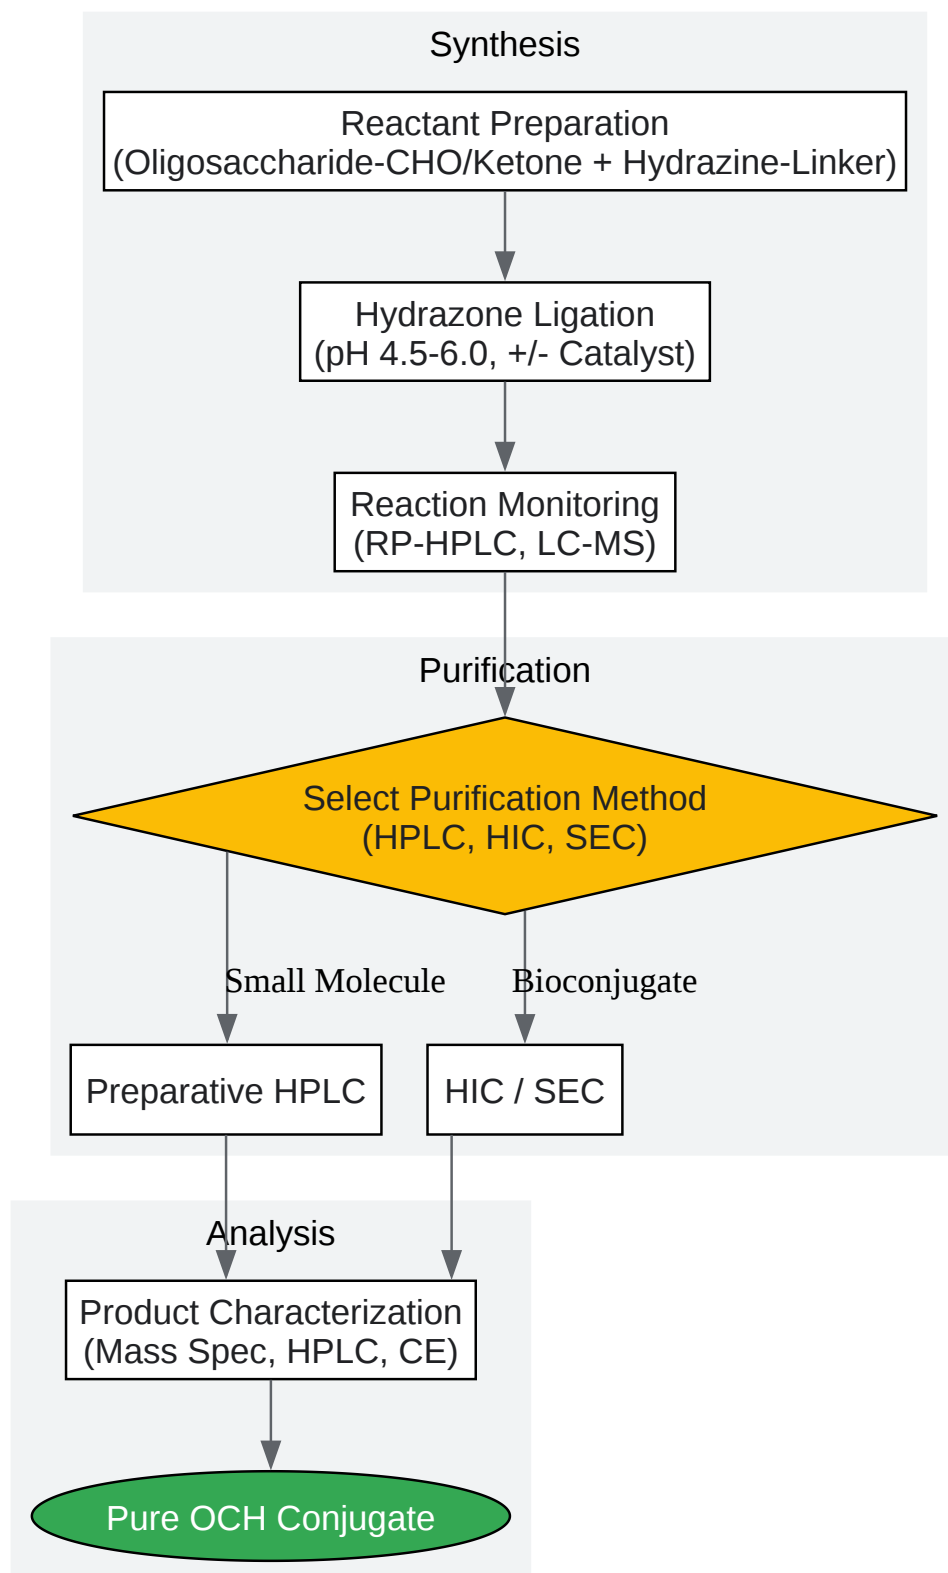 Synthesis
Reactant Preparation
(Oligosaccharide-CHO/Ketone + Hydrazine-Linker)
Hydrazone Ligation
(pH 4.5-6.0, +/- Catalyst)
Reaction Monitoring
(RP-HPLC, LC-MS)
Purification
Select Purification Method
(HPLC, HIC, SEC)
Small Molecule
Bioconjugate
Preparative HPLC
HIC / SEC
Analysis
Product Characterization
(Mass Spec, HPLC, CE)
Pure OCH Conjugate